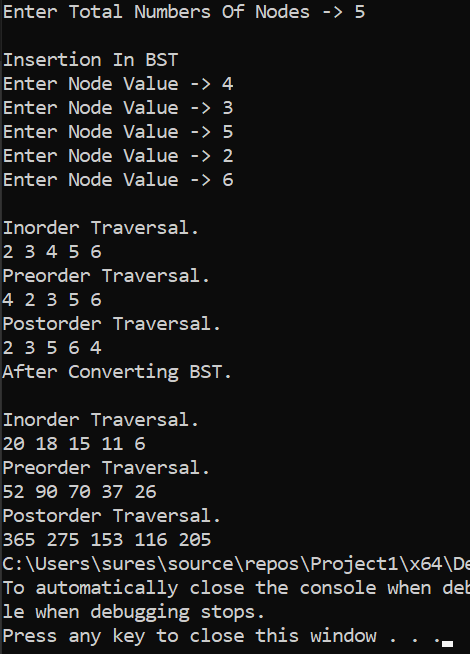 Enter Total Numbers Of Nodes -> 5
Insertion In BST
Enter Node Value -> 4
Enter Node Value -> 3
Enter Node Value -> 5
Enter Node Value -> 2
Enter Node Value -> 6
Inorder Traversal.
2 3 4 5 6
Preorder Traversal.
4 2 3 5 6
Postorder Traversal.
2 3 5 6 4
After Converting BST.
Inorder Traversal.
20 18 15 11 6
Preorder Traversal.
52 90 70 37 26
Postorder Traversal.
365 275 153 116 205
C:\Users\sures\source\repos\Project1\x64\De
To automatically close the console when deb
le when debugging stops.
Press any key to close this window . . .